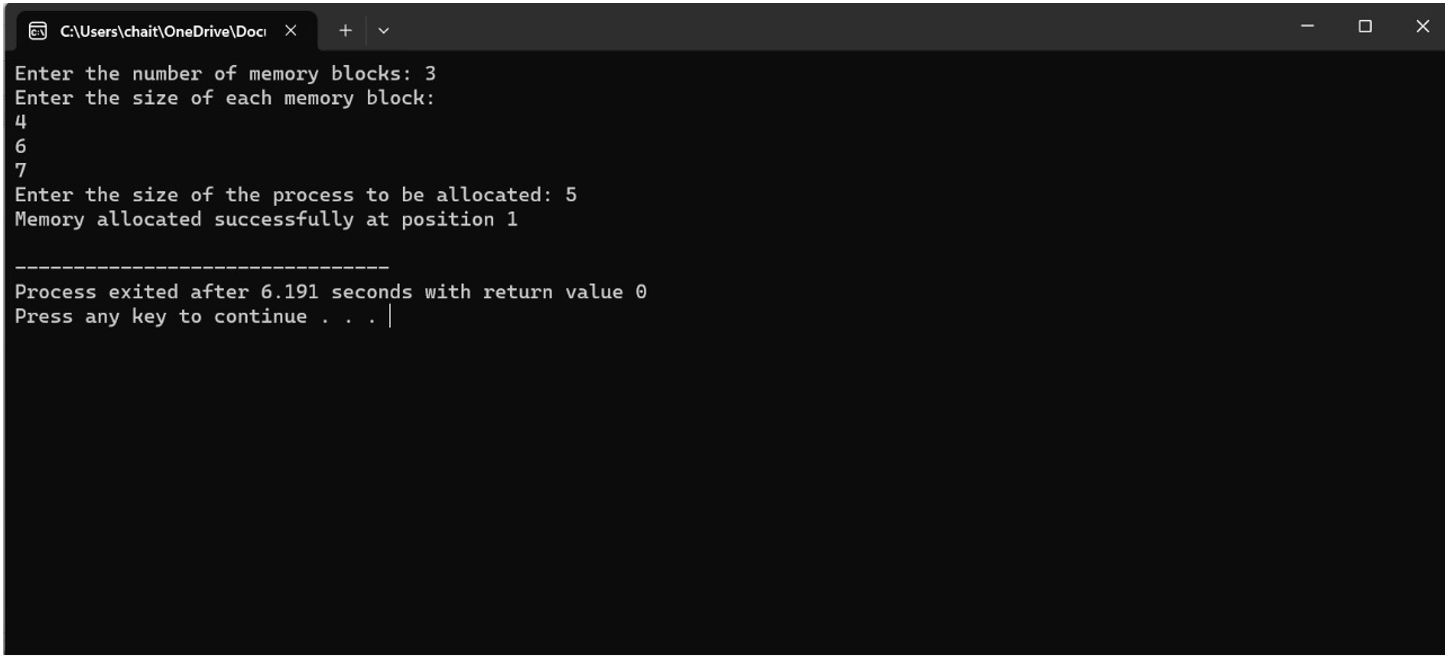 C:\Users\chait\OneDrive\Docu
Enter the number of memory blocks: 3
Enter the size of each memory block:
4
6
7
Enter the size of the process to be allocated: 5
Memory allocated successfully at position 1
--------------------------------
Process exited after 6.191 seconds with return value 0
Press any key to continue . . .